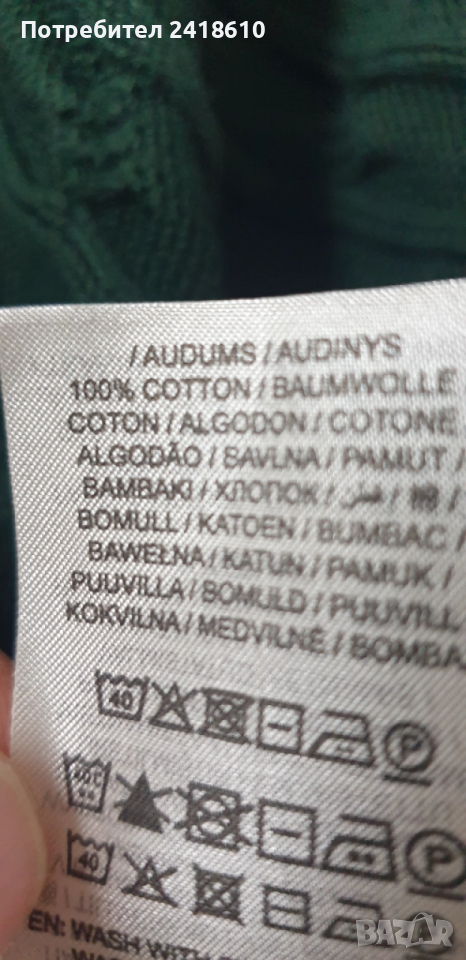 Потребител 2418610
/ AUDUMS / AUDINYS
100% COTTON / BAUMWOLLE
COTON / ALGODON / COTONE
ALGODÃO / BAVLNA / PAMUT /
BAMBAKI / ХЛОПОК /
BOMULL / KATOEN / BUMBAC /
BAWEŁNA / KATUN / PAMUK /
PUUVILLA / BOMULD / PUUVILL
KOKVILNA / MEDVILNĖ / BOMBA
40
P
40°C
P
40
EN: WASH WITH
BAZAR